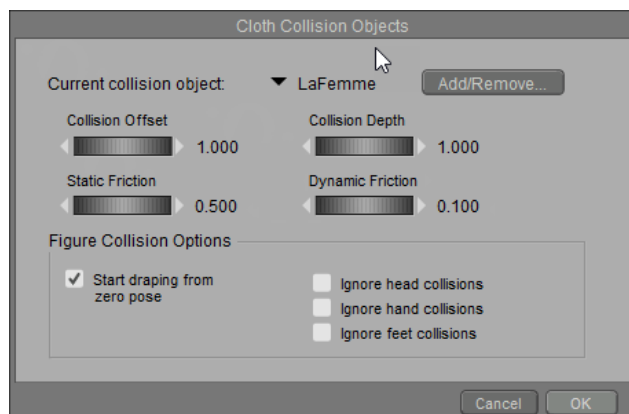 Cloth Collision Objects
Current collision object: LaFemme Add/Remove...
Collision Offset Collision Depth
1.000 1.000
Static Friction Dynamic Friction
0.500 0.100
Figure Collision Options
Start draping from
zero pose
Ignore head collisions
Ignore hand collisions
Ignore feet collisions
Cancel OK